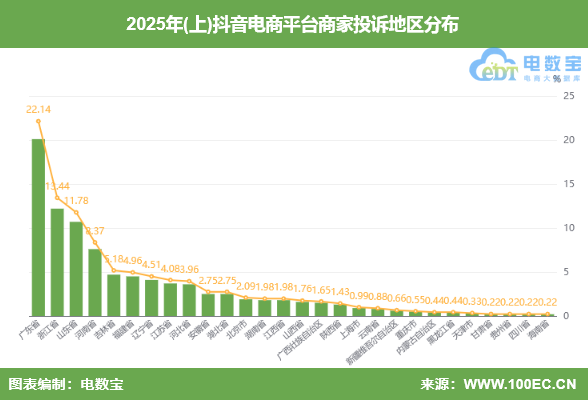 2025年(上)抖音电商平台商家投诉地区分布
电数宝
eDT
电商大数据库
%
25
20
15
10
5
0
22.14
13.44
11.78
8.37
5.18
4.96
4.51
4.08
3.96
2.75
2.75
2.09
1.98
1.98
1.76
1.65
1.43
0.99
0.88
0.66
0.55
0.44
0.44
0.33
0.22
0.22
0.22
0.22
广东省
浙江省
山东省
河南省
吉林省
福建省
辽宁省
江苏省
河北省
安徽省
湖北省
北京市
湖南省
江西省
山西省
广西壮族自治区
陕西省
上海市
云南省
新疆维吾尔自治区
重庆市
内蒙古自治区
黑龙江省
天津市
甘肃省
贵州省
四川省
海南省
图表编制：电数宝
来源：WWW.100EC.CN